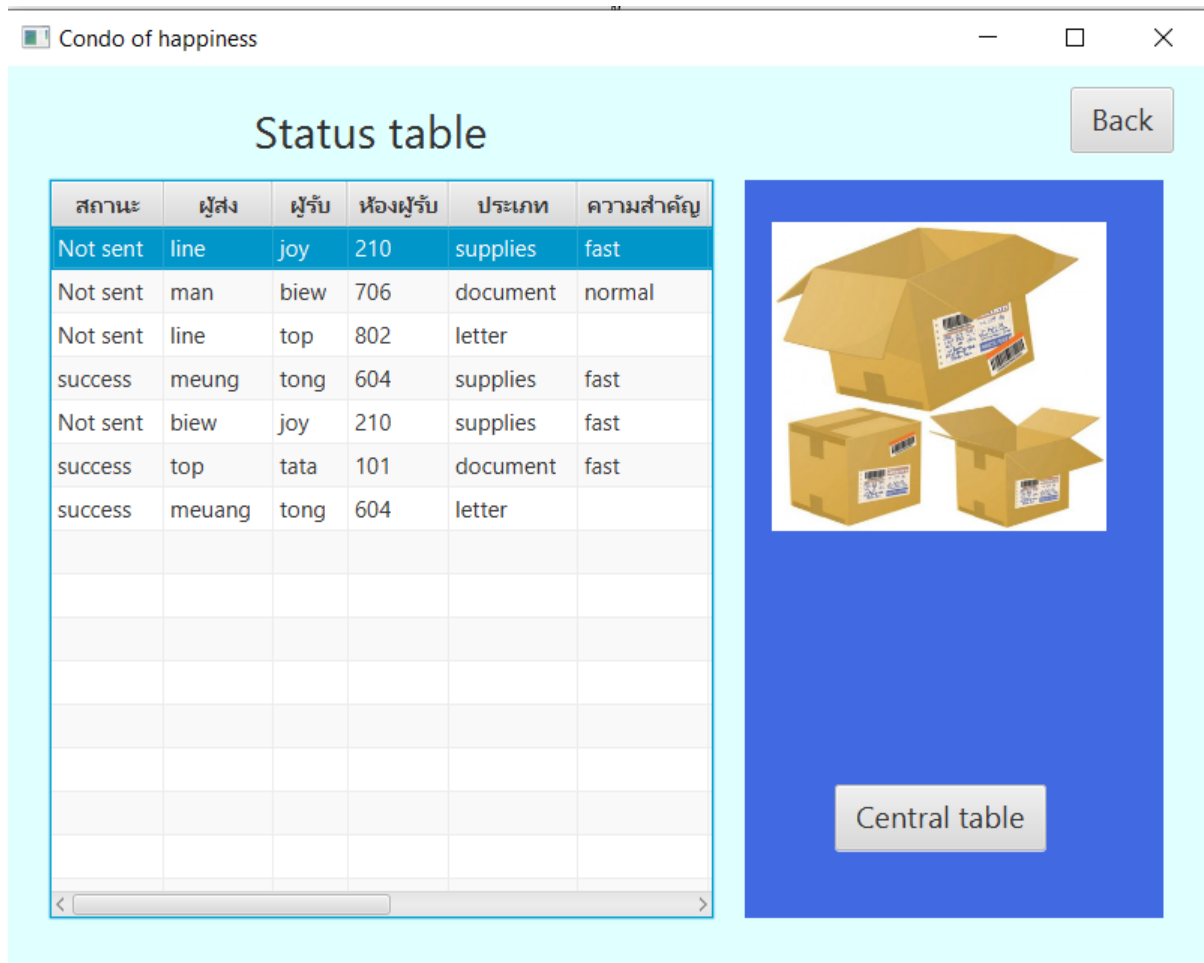 Condo of happiness
Back
Status table
สถานะ ผู้ส่ง ผู้รับ ห้องผู้รับ ประเภท ความสำคัญ
Not sent line joy 210 supplies fast
Not sent man biew 706 document normal
Not sent line top 802 letter
success meung tong 604 supplies fast
Not sent biew joy 210 supplies fast
success top tata 101 document fast
success meuang tong 604 letter
Central table